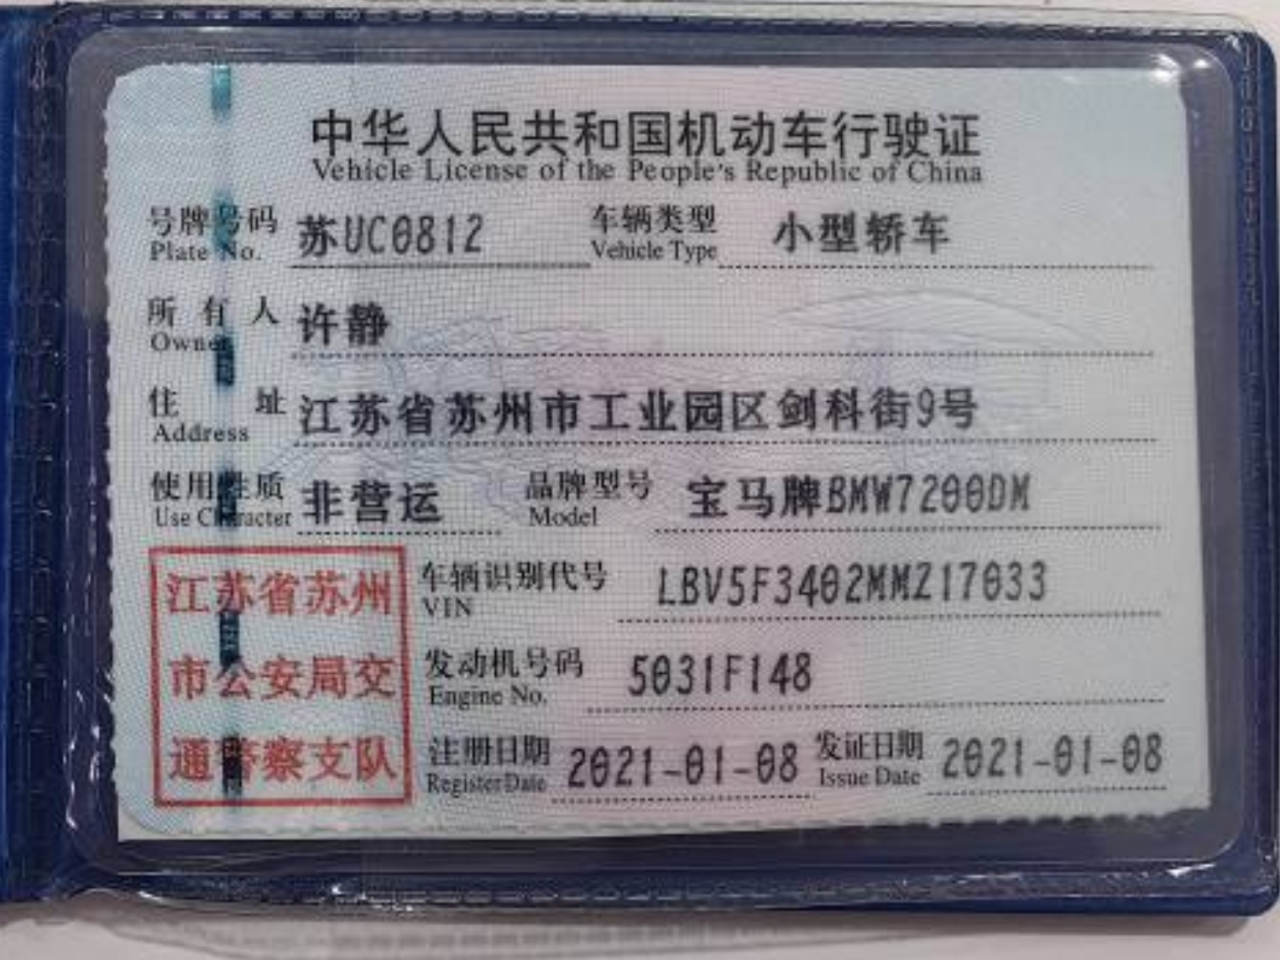 中华人民共和国机动车行驶证
Vehicle License of the People's Republic of China
号牌号码 苏UC0812 车辆类型 小型轿车
Plate No. Vehicle Type
所有人 许静
Owner
住址 江苏省苏州市工业园区剑科街9号
Address
使用性质 非营运 品牌型号 宝马牌BMW7200DM
Use Character Model
车辆识别代号 LBV5F3402MMZ17033
VIN
发动机号码 5031F148
Engine No.
注册日期 2021-01-08 发证日期 2021-01-08
Register Date Issue Date
江苏省苏州
市公安局交
通警察支队